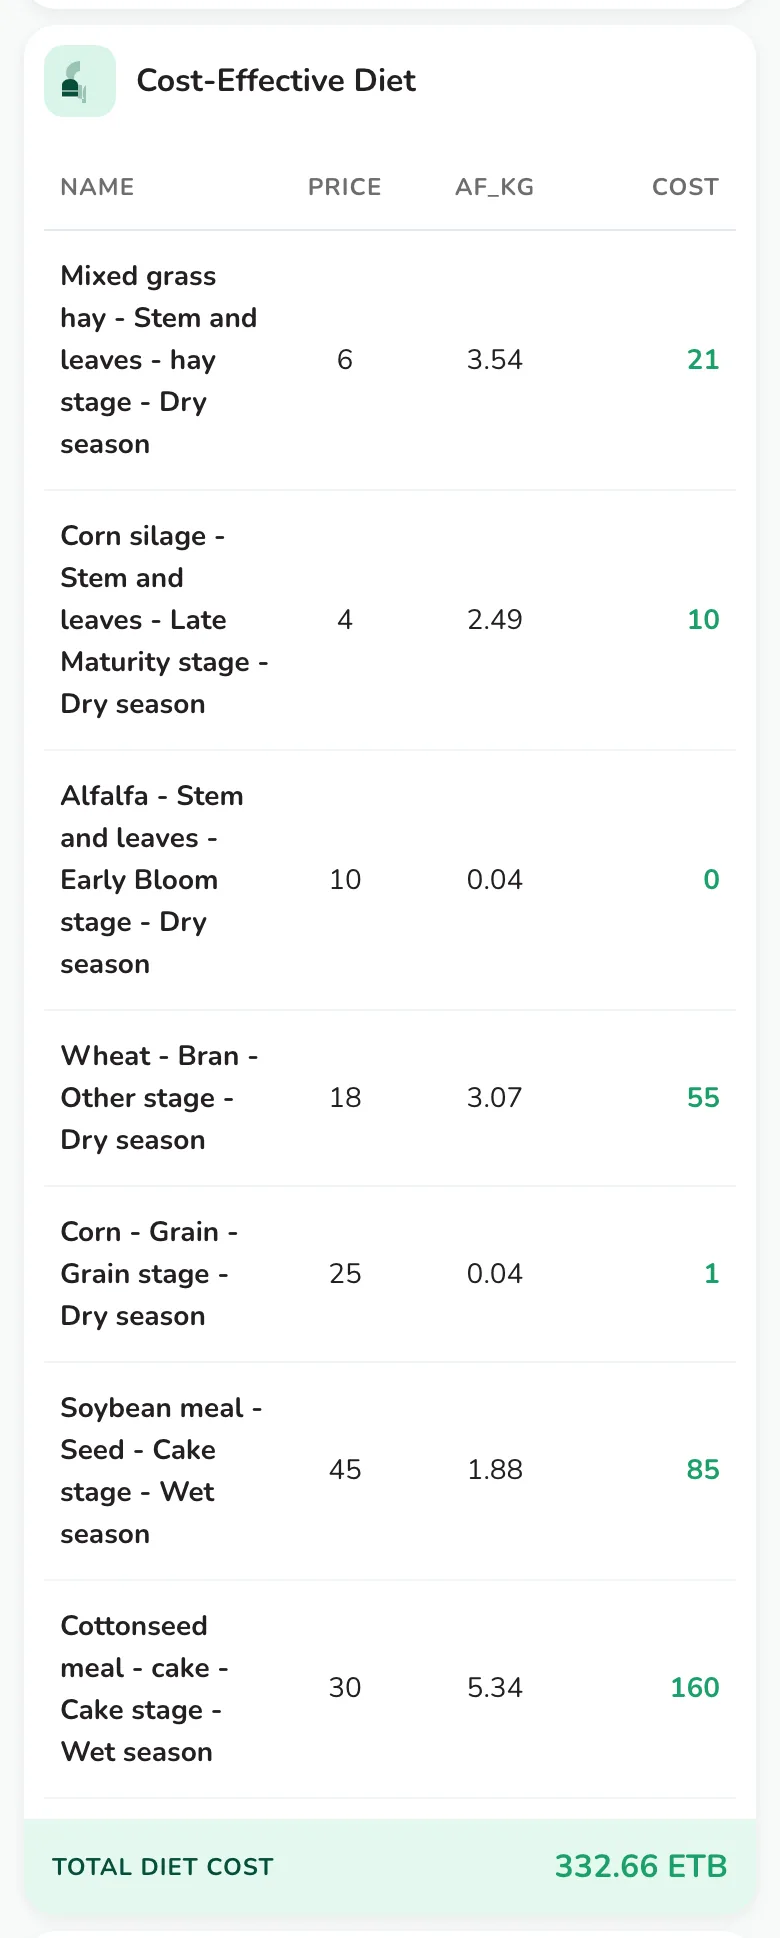 Cost-Effective Diet
NAME PRICE AF_KG COST
Mixed grass
hay - Stem and
leaves - hay 6 3.54 21
stage - Dry
season
Corn silage -
Stem and
leaves - Late 4 2.49 10
Maturity stage -
Dry season
Alfalfa - Stem
and leaves -
Early Bloom 10 0.04 0
stage - Dry
season
Wheat - Bran -
Other stage - 18 3.07 55
Dry season
Corn - Grain -
Grain stage - 25 0.04 1
Dry season
Soybean meal -
Seed - Cake
45 1.88 85
stage - Wet
season
Cottonseed
meal - cake -
30 5.34 160
Cake stage -
Wet season
TOTAL DIET COST 332.66 ETB